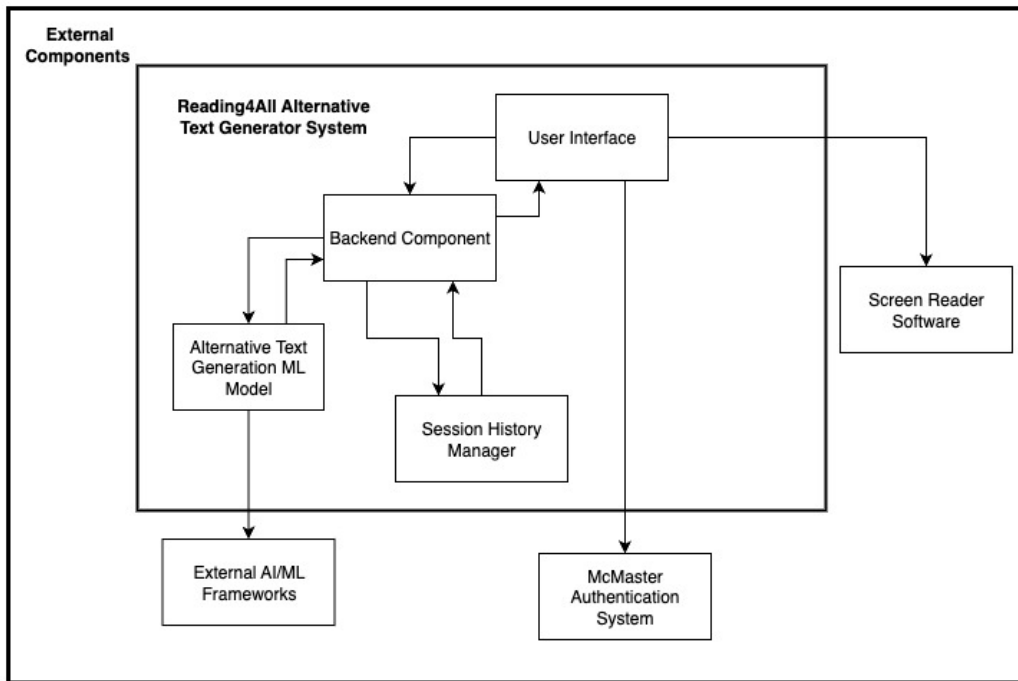 External
Components
Reading4All Alternative
Text Generator System
User Interface
Backend Component
Screen Reader
Software
Alternative Text
Generation ML
Model
Session History
Manager
External AI/ML
Frameworks
McMaster
Authentication
System